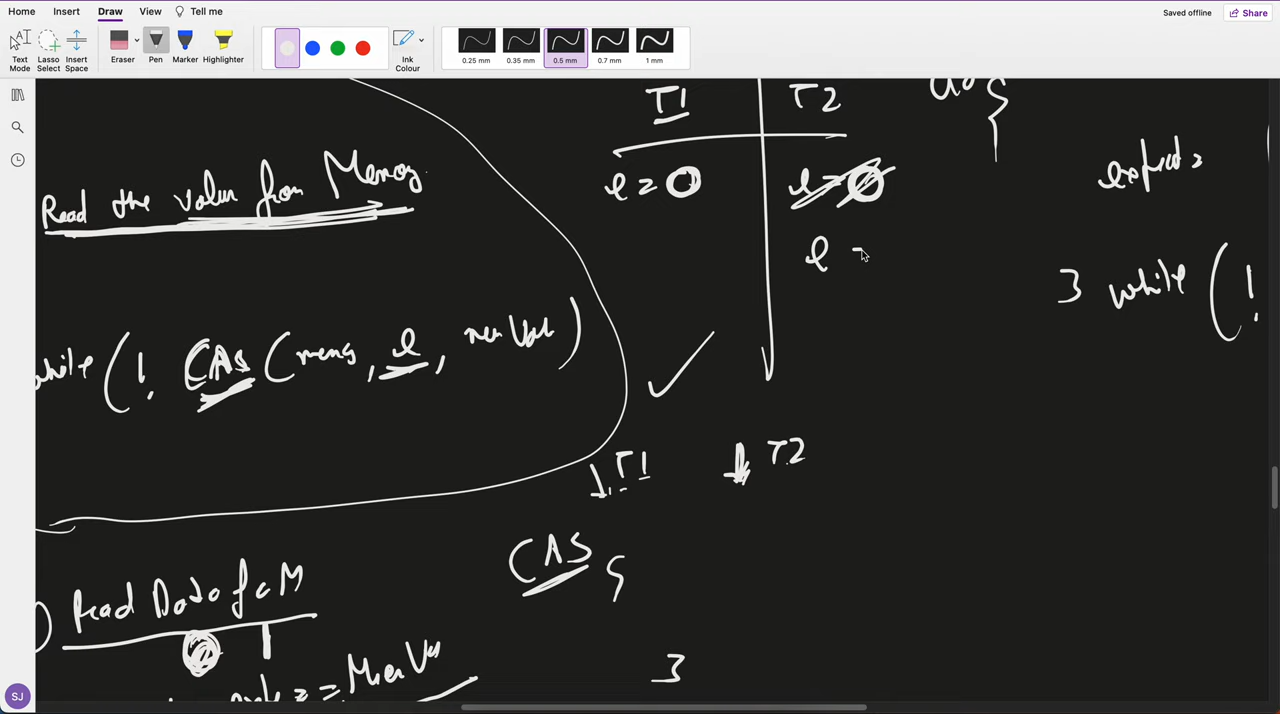 Home Insert Draw View Tell me Saved offline Share
Text Mode Lasso Select Insert Space Eraser Pen Marker Highlighter Ink Colour 0.25 mm 0.35 mm 0.5 mm 0.7 mm 1 mm
T1 T2
do {
Read the value from Memory
e = 0 e = 0
e =
} while ( !
while ( ! CAS ( mem, e, newVal )
T1 T2
CAS {
Read Data from M
}
SJ